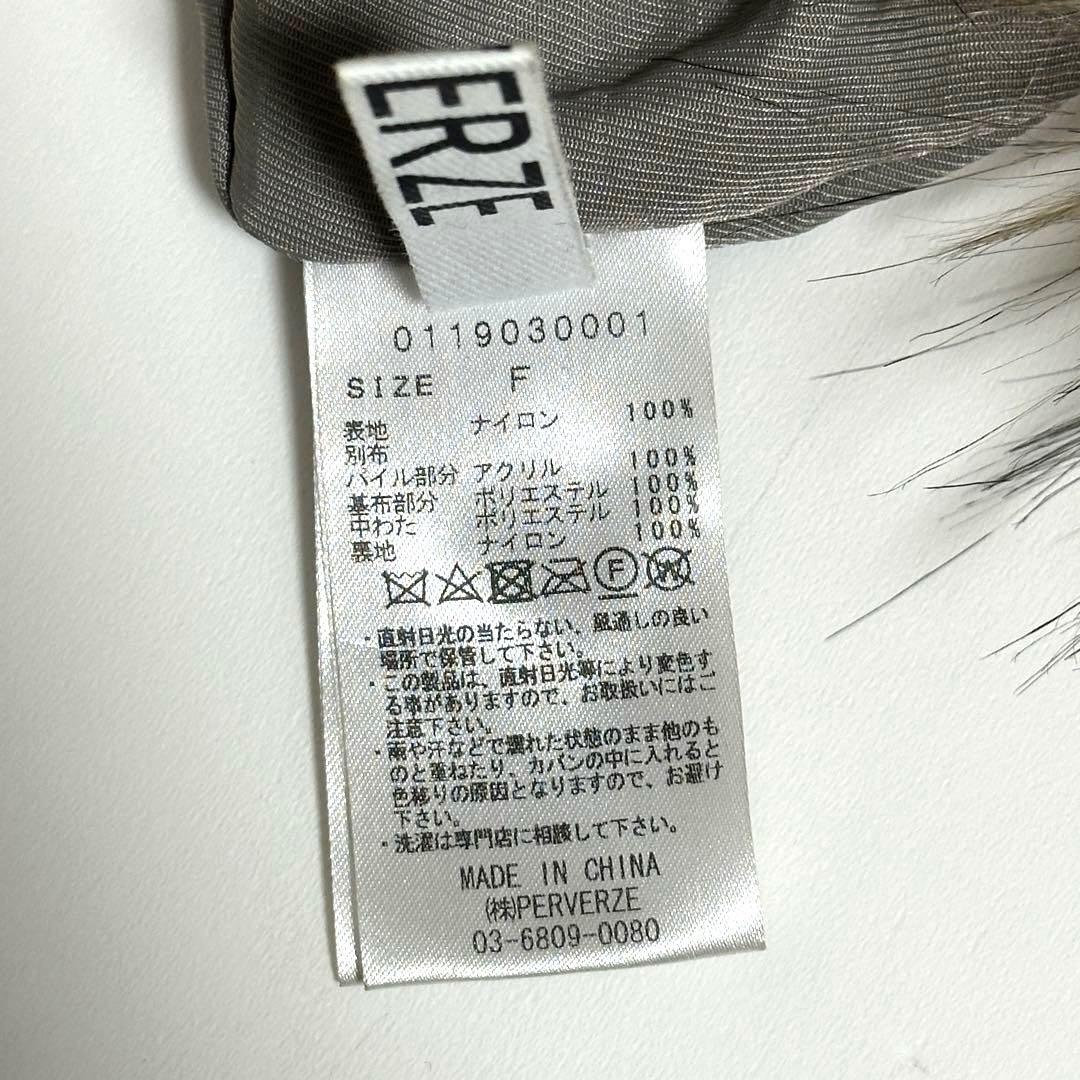 ERZE
0119030001
SIZE F
表地 ナイロン 100%
別布
パイル部分 アクリル 100%
基布部分 ポリエステル 100%
中わた ポリエステル 100%
裏地 ナイロン 100%
F W
・直射日光の当たらない、風通しの良い
場所で保管して下さい。
・この製品は、直射日光等により変色す
る事がありますので、お取扱いにはご
注意下さい。
・雨や汗などで濡れた状態のまま他のも
のと重ねたり、カバンの中に入れると
色移りの原因となりますので、お避け
下さい。
・洗濯は専門店に相談して下さい。
MADE IN CHINA
(株)PERVERZE
03-6809-0080